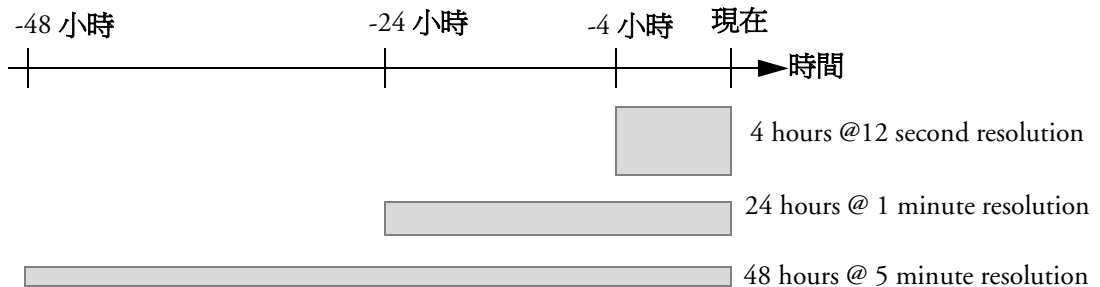 -48 小時
-24 小時
-4 小時
現在
時間
4 hours @12 second resolution
24 hours @ 1 minute resolution
48 hours @ 5 minute resolution